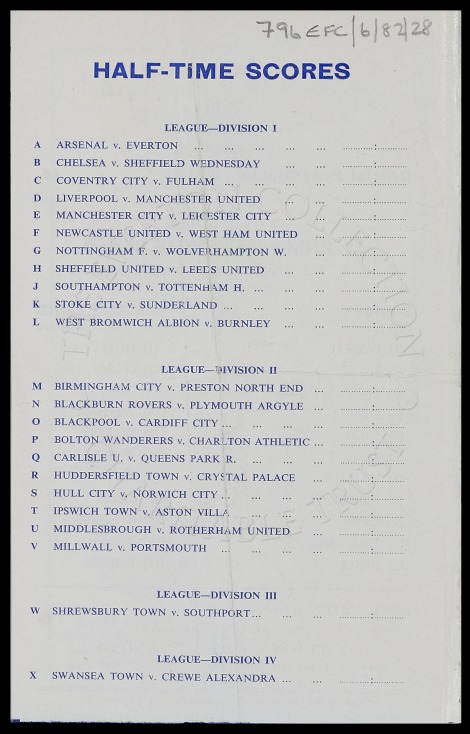 796 EFC/6/82/28
HALF-TiME SCORES
LEAGUE—DIVISION I
A ARSENAL v. EVERTON ... ... ... ... ... ............:............
B CHELSEA v. SHEFFIELD WEDNESDAY ... ... ............:............
C COVENTRY CITY v. FULHAM ... ... ... ... ............:............
D LIVERPOOL v. MANCHESTER UNITED ... ... ............:............
E MANCHESTER CITY v. LEICESTER CITY ... ... ............:............
F NEWCASTLE UNITED v. WEST HAM UNITED ... ............:............
G NOTTINGHAM F. v. WOLVERHAMPTON W. ... ... ............:............
H SHEFFIELD UNITED v. LEEDS UNITED ... ... ............:............
J SOUTHAMPTON v. TOTTENHAM H. ... ... ... ............:............
K STOKE CITY v. SUNDERLAND ... ... ... ... ............:............
L WEST BROMWICH ALBION v. BURNLEY ... ... ............:............
LEAGUE—DIVISION II
M BIRMINGHAM CITY v. PRESTON NORTH END ... ............:............
N BLACKBURN ROVERS v. PLYMOUTH ARGYLE ... ............:............
O BLACKPOOL v. CARDIFF CITY ... ... ... ... ............:............
P BOLTON WANDERERS v. CHARLTON ATHLETIC ... ............:............
Q CARLISLE U. v. QUEENS PARK R. ... ... ... ............:............
R HUDDERSFIELD TOWN v. CRYSTAL PALACE ... ............:............
S HULL CITY v. NORWICH CITY ... ... ... ... ............:............
T IPSWICH TOWN v. ASTON VILLA ... ... ... ............:............
U MIDDLESBROUGH v. ROTHERHAM UNITED ... ............:............
V MILLWALL v. PORTSMOUTH ... ... ... ... ............:............
LEAGUE—DIVISION III
W SHREWSBURY TOWN v. SOUTHPORT ... ... ... ............:............
LEAGUE—DIVISION IV
X SWANSEA TOWN v. CREWE ALEXANDRA ... ... ............:............